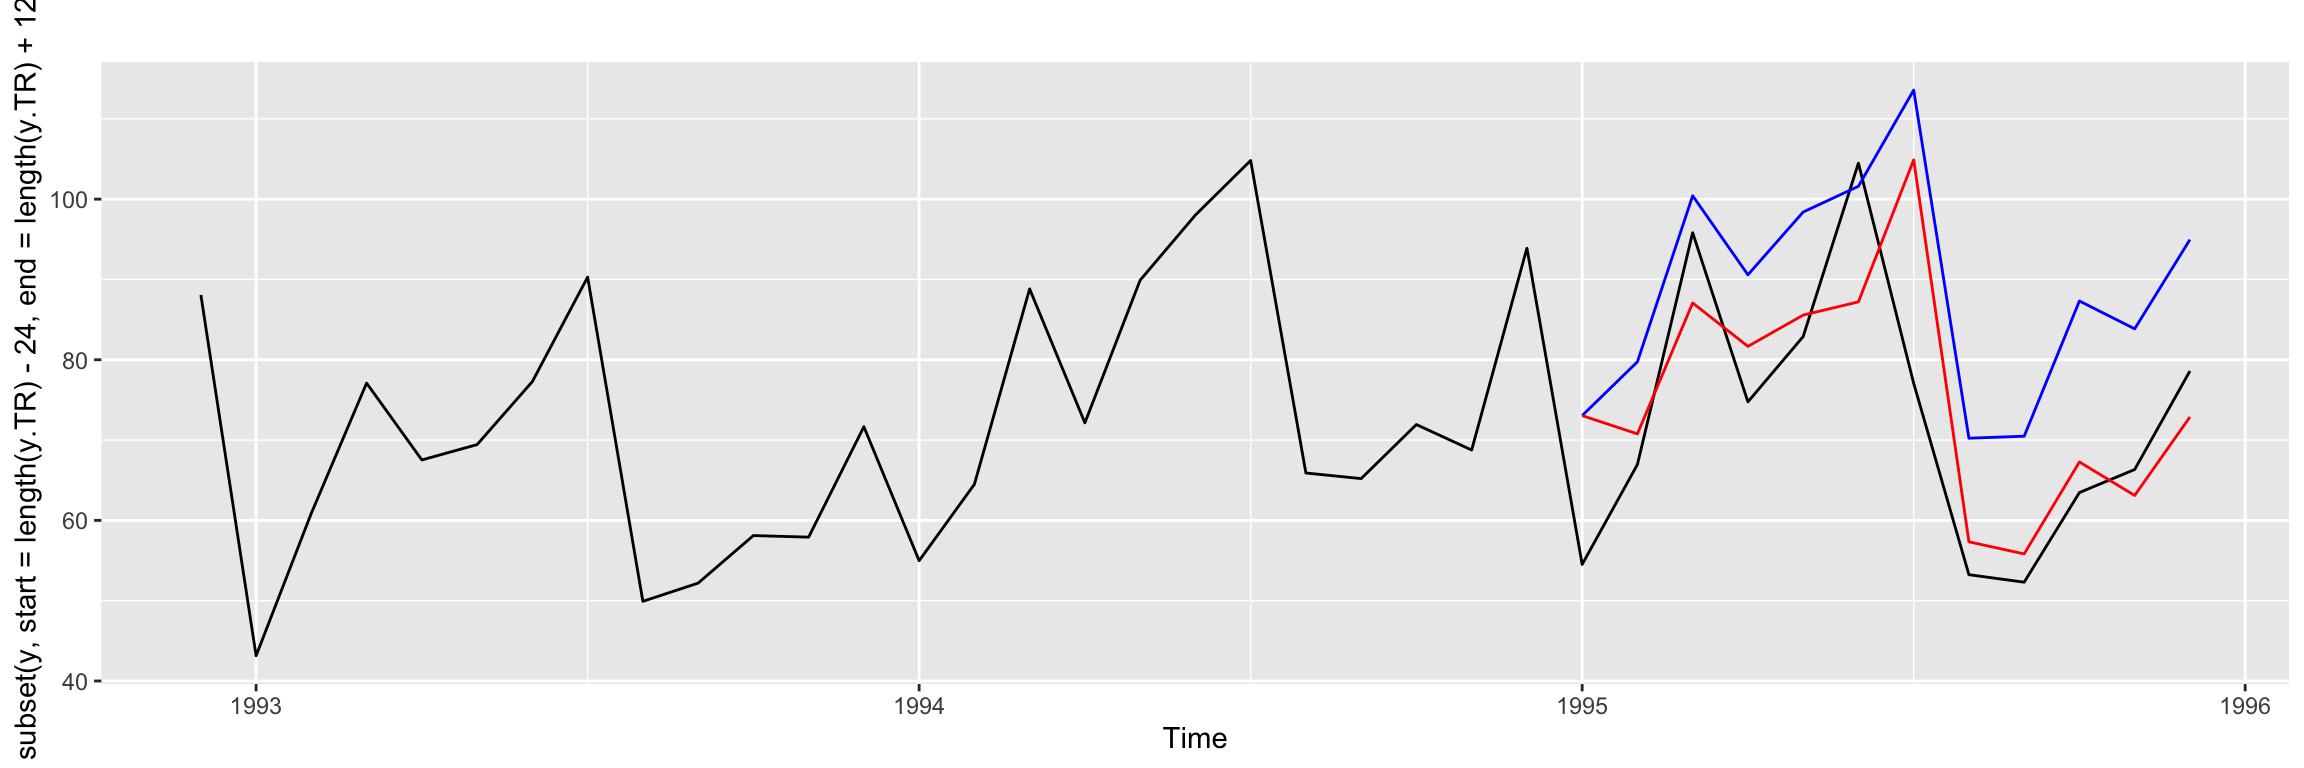 subset(y, start = length(y.TR) - 24, end = length(y.TR) + 12
100
80
60
40
1993 1994 1995 1996
Time